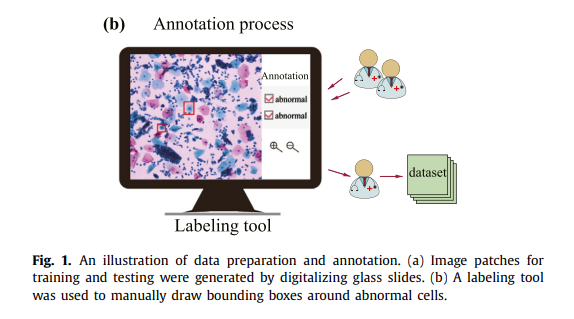 (b) Annotation process
Annotation
abnormal
abnormal
dataset
Labeling tool
Fig. 1. An illustration of data preparation and annotation. (a) Image patches for
training and testing were generated by digitalizing glass slides. (b) A labeling tool
was used to manually draw bounding boxes around abnormal cells.